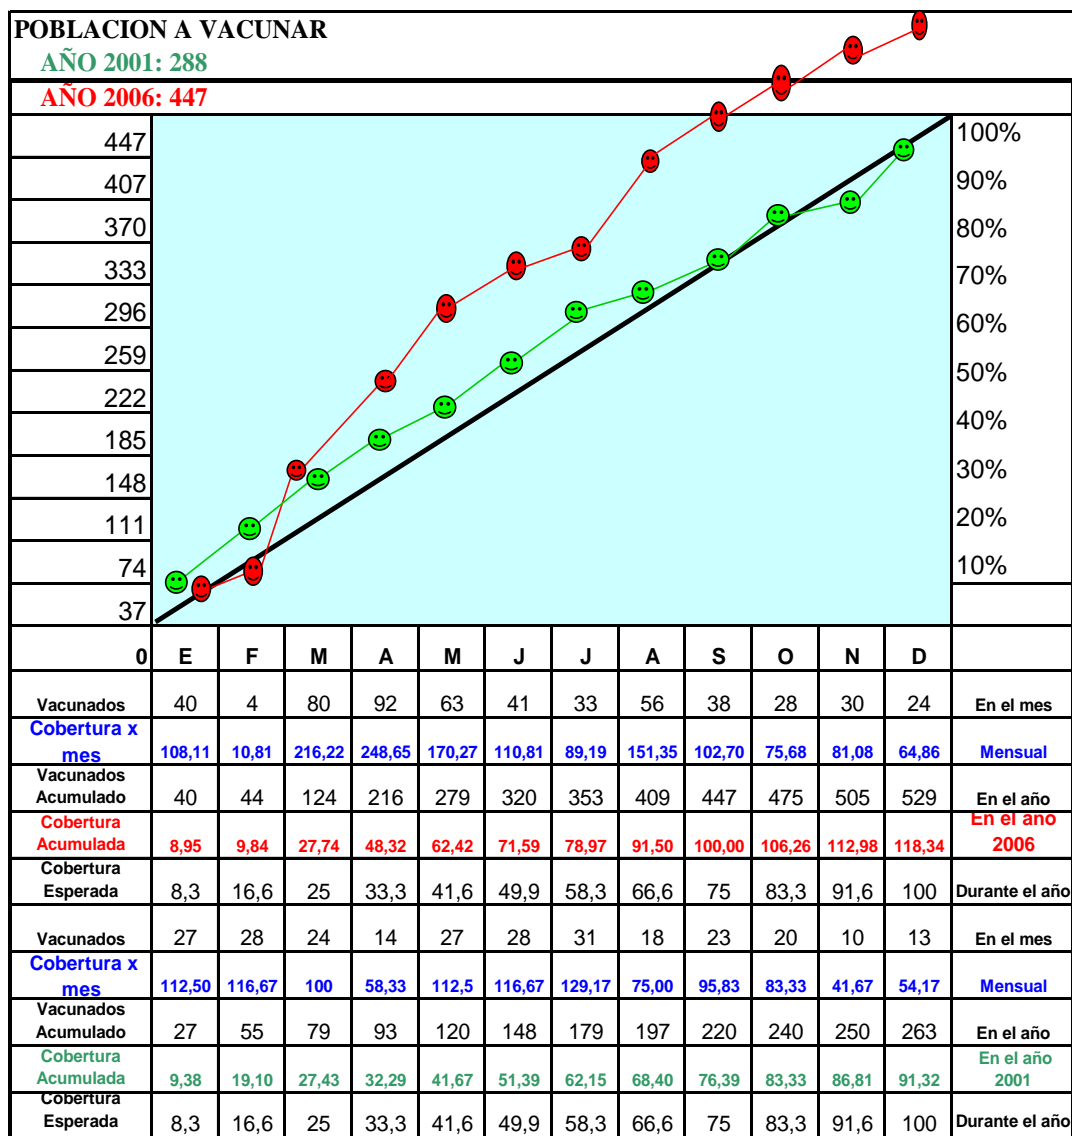 POBLACION A VACUNAR
AÑO 2001: 288
AÑO 2006: 447
447 100%
407 90%
370 80%
333 70%
296 60%
259 50%
222 40%
185 30%
148 20%
111 10%
74
37
0 E F M A M J J A S O N D
Vacunados 40 4 80 92 63 41 33 56 38 28 30 24 En el mes
Cobertura x
mes 108,11 10,81 216,22 248,65 170,27 110,81 89,19 151,35 102,70 75,68 81,08 64,86 Mensual
Vacunados
Acumulado 40 44 124 216 279 320 353 409 447 475 505 529 En el año
Cobertura En el año
Acumulada 8,95 9,84 27,74 48,32 62,42 71,59 78,97 91,50 100,00 106,26 112,98 118,34 2006
Cobertura
Esperada 8,3 16,6 25 33,3 41,6 49,9 58,3 66,6 75 83,3 91,6 100 Durante el año
Vacunados 27 28 24 14 27 28 31 18 23 20 10 13 En el mes
Cobertura x
mes 112,50 116,67 100 58,33 112,5 116,67 129,17 75,00 95,83 83,33 41,67 54,17 Mensual
Vacunados
Acumulado 27 55 79 93 120 148 179 197 220 240 250 263 En el año
Cobertura En el año
Acumulada 9,38 19,10 27,43 32,29 41,67 51,39 62,15 68,40 76,39 83,33 86,81 91,32 2001
Cobertura
Esperada 8,3 16,6 25 33,3 41,6 49,9 58,3 66,6 75 83,3 91,6 100 Durante el año